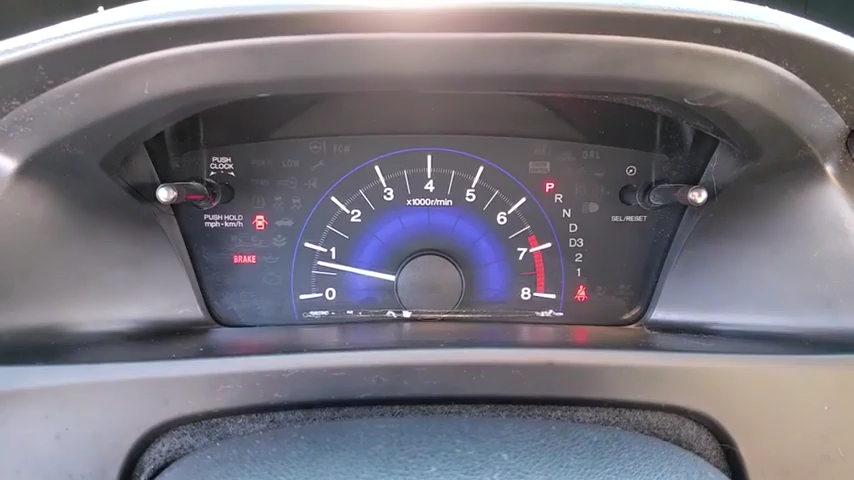 PUSH
CLOCK
PUSH HOLD
mph•km/h
BRAKE
LOW
FCW
DRL
0
1
2
3
4
5
6
7
8
x1000r/min
P
R
N
D
D3
2
1
SEL/RESET